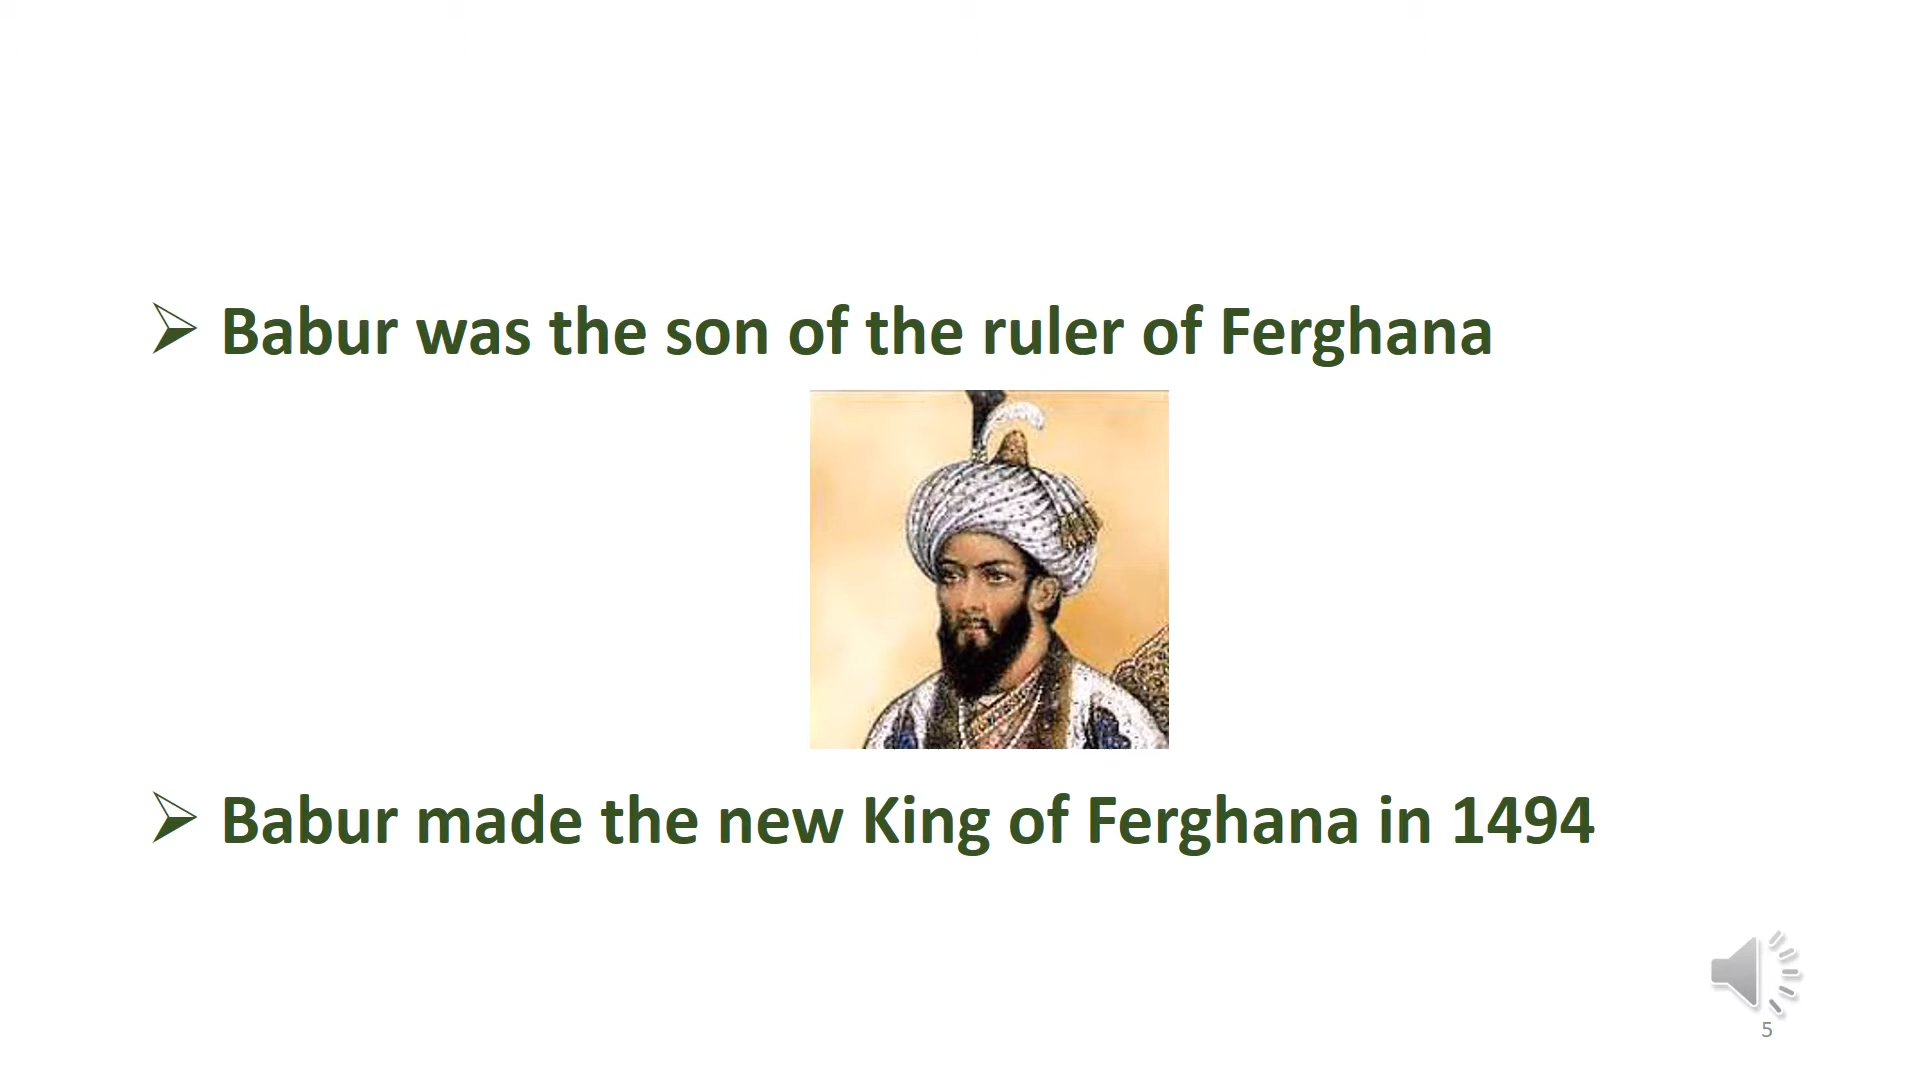 ➢ Babur was the son of the ruler of Ferghana
➢ Babur made the new King of Ferghana in 1494
5